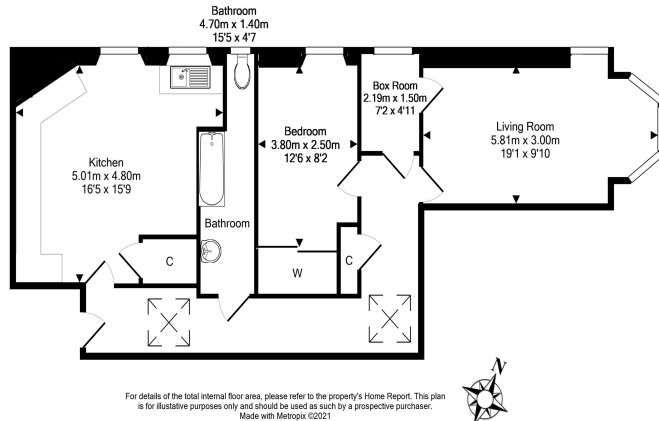 Bathroom
4.70m x 1.40m
15'5 x 4'7
Box Room
2.19m x 1.50m
7'2 x 4'11
Living Room
5.81m x 3.00m
19'1 x 9'10
Bedroom
3.80m x 2.50m
12'6 x 8'2
Kitchen
5.01m x 4.80m
16'5 x 15'9
Bathroom
C
W
C
N
For details of the total internal floor area, please refer to the property's Home Report. This plan
is for illustative purposes only and should be used as such by a prospective purchaser.
Made with Metropix ©2021